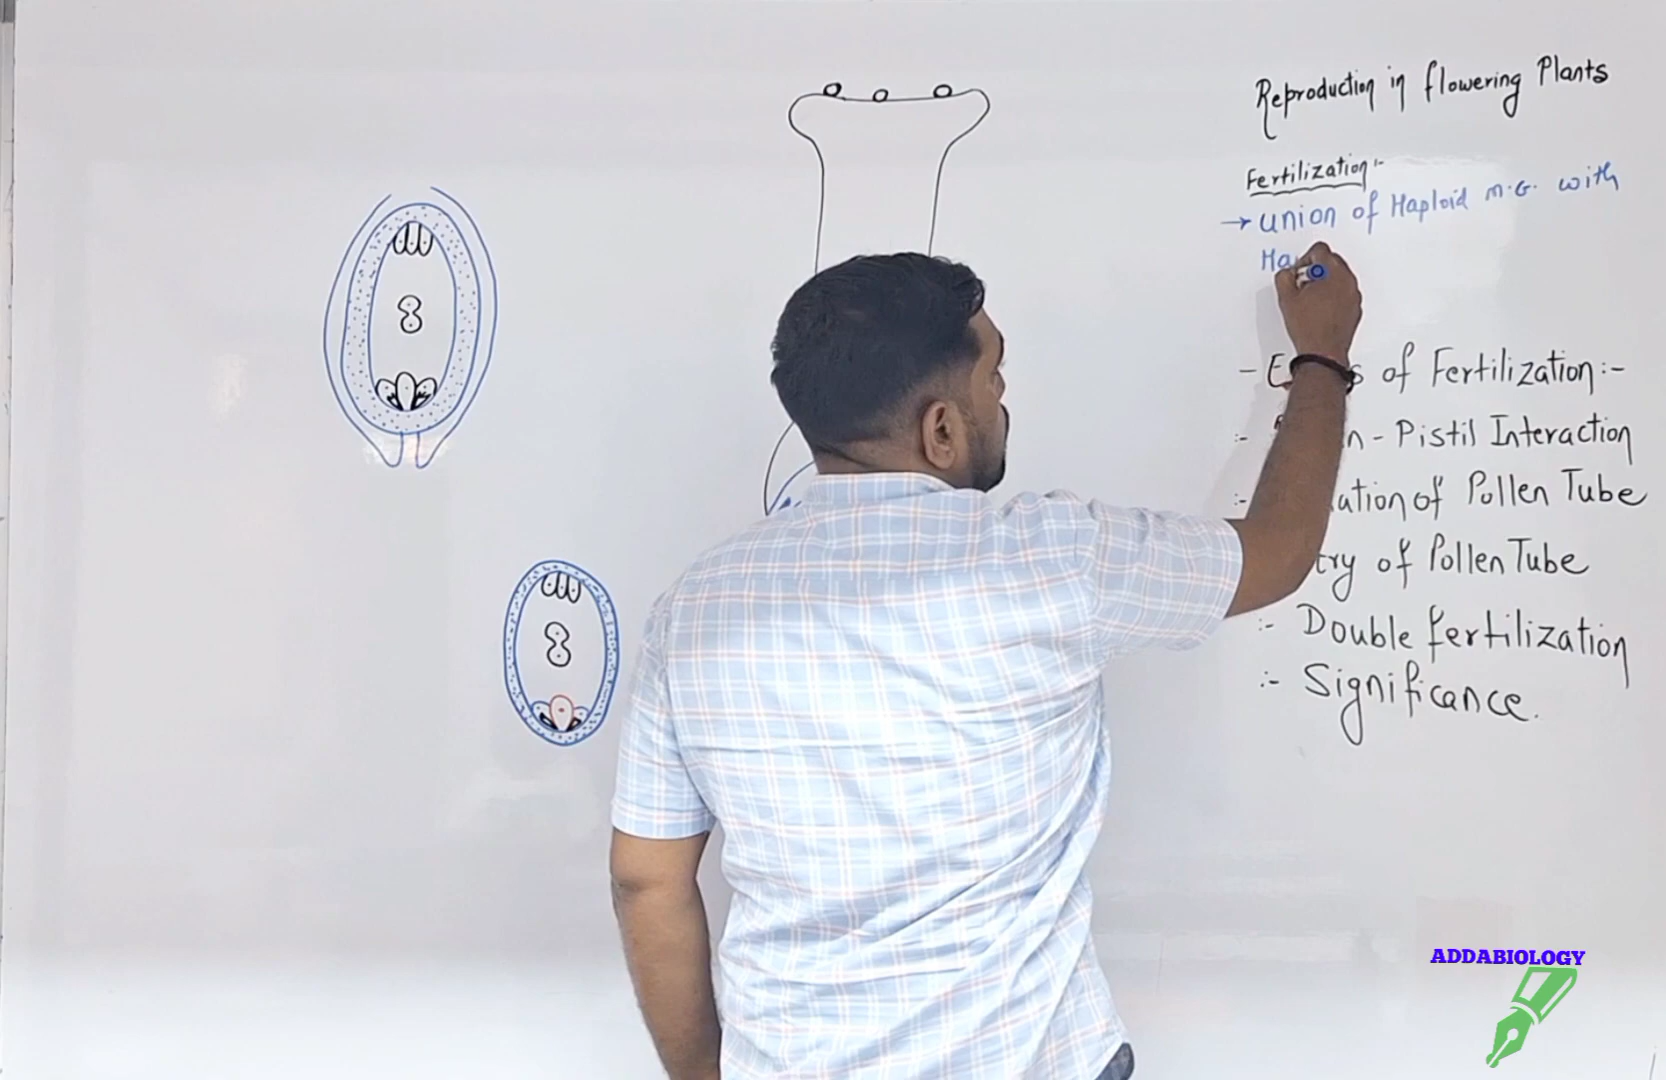 Reproduction in flowering Plants
Fertilization:-
→ union of Haploid M.G. with
Ha
- of Fertilization:-
:- - Pistil Interaction
:- of Pollen Tube
of Pollen Tube
:- Double fertilization
:- Significance.
ADDABIOLOGY